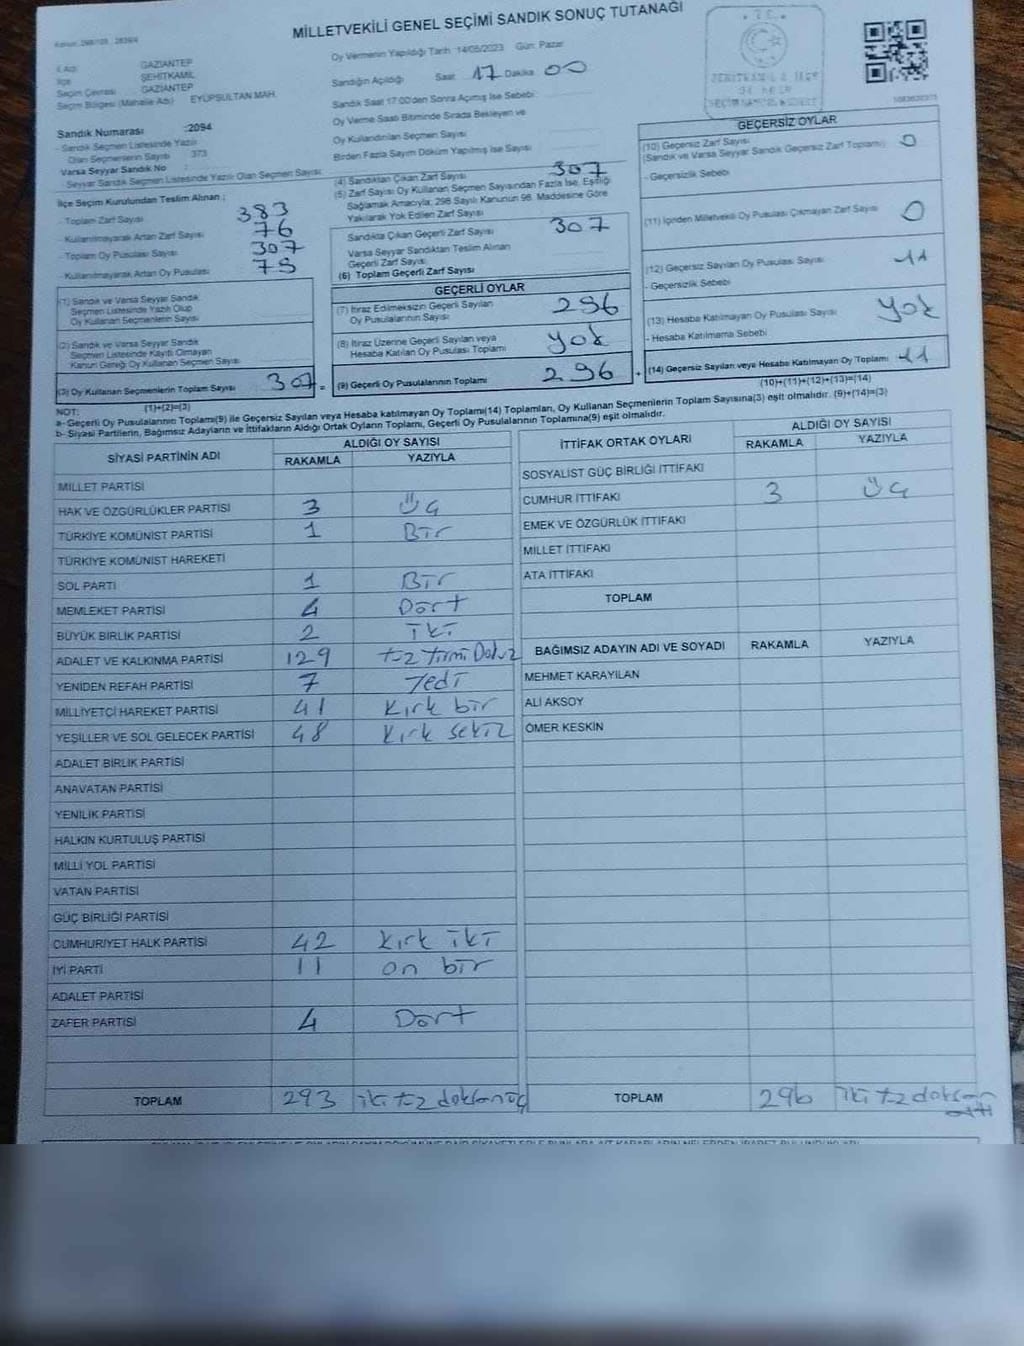 MİLLETVEKİLİ GENEL SEÇİMİ SANDIK SONUÇ TUTANAĞI
Oy Vermenin Yapıldığı Tarih :14/05/2023 Gün: Pazar
İl Adı GAZİANTEP
İlçe ŞEHİTKAMİL
Seçim Çevresi GAZİANTEP
Seçim Bölgesi (Mahalle Adı) EYÜPSULTAN MAH.
Sandığın Açıldığı Saat 17 Dakika 00
Sandık Saat 17:00'den Sonra Açılmış İse Sebebi
Oy Verme Saati Bitiminde Sırada Bekleyen ve
Oy Kullandırılan Seçmen Sayısı
Birden Fazla Sayım Döküm Yapılmış İse Sayısı
Sandık Numarası :2094
- Sandık Seçmen Listesinde Yazılı
Olan Seçmenlerin Sayısı 373
Varsa Seyyar Sandık No :
- Seyyar Sandık Seçmen Listesinde Yazılı Olan Seçmen Sayısı
İlçe Seçim Kurulundan Teslim Alınan ;
- Toplam Zarf Sayısı 383
- Kullanılmayarak Artan Zarf Sayısı 76
- Toplam Oy Pusulası Sayısı 307
- Kullanılmayarak Artan Oy Pusulası 75
(1) Sandık ve Varsa Seyyar Sandık
Seçmen Listesinde Yazılı Olup
Oy Kullanan Seçmenlerin Sayısı
(2) Sandık ve Varsa Seyyar Sandık
Seçmen Listesinde Kayıtlı Olmayan
Kanun Gereği Oy Kullanan Seçmen Sayısı
(3) Oy Kullanan Seçmenlerin Toplam Sayısı 307 =
(1)+(2)=(3)
(4) Sandıktan Çıkan Zarf Sayısı 307
(5) Zarf Sayısı Oy Kullanan Seçmen Sayısından Fazla İse, Eşitliği
Sağlamak Amacıyla; 298 Sayılı Kanunun 98. Maddesine Göre
Yakılarak Yok Edilen Zarf Sayısı
Sandıkta Çıkan Geçerli Zarf Sayısı 307
Varsa Seyyar Sandıktan Teslim Alınan
Geçerli Zarf Sayısı
(6) Toplam Geçerli Zarf Sayısı
GEÇERLİ OYLAR
(7) İtiraz Edilmeksizin Geçerli Sayılan
Oy Pusulalarının Sayısı 296
(8) İtiraz Üzerine Geçerli Sayılan veya
Hesaba Katılan Oy Pusulası Toplamı yok
(9) Geçerli Oy Pusulalarının Toplamı 296 +
GEÇERSİZ OYLAR
(10) Geçersiz Zarf Sayısı
(Sandık ve Varsa Seyyar Sandık Geçersiz Zarf Toplamı) 0
- Geçersizlik Sebebi
(11) İçinden Milletvekili Oy Pusulası Çıkmayan Zarf Sayısı 0
(12) Geçersiz Sayılan Oy Pusulası Sayısı 11
- Geçersizlik Sebebi
(13) Hesaba Katılmayan Oy Pusulası Sayısı yok
- Hesaba Katılmama Sebebi
(14) Geçersiz Sayılan veya Hesaba Katılmayan Oy Toplamı 11
(10)+(11)+(12)+(13)=(14)
NOT:
a- Geçerli Oy Pusulalarının Toplamı(9) ile Geçersiz Sayılan veya Hesaba katılmayan Oy Toplamı(14) Toplamları, Oy Kullanan Seçmenlerin Toplam Sayısına(3) eşit olmalıdır. (9)+(14)=(3)
b- Siyasi Partilerin, Bağımsız Adayların ve İttifakların Aldığı Ortak Oyların Toplamı, Geçerli Oy Pusulalarının Toplamına(9) eşit olmalıdır.
SİYASİ PARTİNİN ADI ALDIĞI OY SAYISI
RAKAMLA YAZIYLA
MİLLET PARTİSİ
HAK VE ÖZGÜRLÜKLER PARTİSİ 3 üç
TÜRKİYE KOMÜNİST PARTİSİ 1 Bir
TÜRKİYE KOMÜNİST HAREKETİ
SOL PARTİ 1 Bir
MEMLEKET PARTİSİ 4 Dört
BÜYÜK BİRLİK PARTİSİ 2 iki
ADALET VE KALKINMA PARTİSİ 129 yüz yirmi Dokuz
YENİDEN REFAH PARTİSİ 7 Yedi
MİLLİYETÇİ HAREKET PARTİSİ 41 kırk bir
YEŞİLLER VE SOL GELECEK PARTİSİ 48 kırk sekiz
ADALET BİRLİK PARTİSİ
ANAVATAN PARTİSİ
YENİLİK PARTİSİ
HALKIN KURTULUŞ PARTİSİ
MİLLİ YOL PARTİSİ
VATAN PARTİSİ
GÜÇ BİRLİĞİ PARTİSİ
CUMHURİYET HALK PARTİSİ 42 kırk iki
İYİ PARTİ 11 on bir
ADALET PARTİSİ
ZAFER PARTİSİ 4 Dört
TOPLAM 293 iki yüz doksan üç
İTTİFAK ORTAK OYLARI ALDIĞI OY SAYISI
RAKAMLA YAZIYLA
SOSYALİST GÜÇ BİRLİĞİ İTTİFAKI
CUMHUR İTTİFAKI 3 üç
EMEK VE ÖZGÜRLÜK İTTİFAKI
MİLLET İTTİFAKI
ATA İTTİFAKI
TOPLAM
BAĞIMSIZ ADAYIN ADI VE SOYADI RAKAMLA YAZIYLA
MEHMET KARAYILAN
ALİ AKSOY
ÖMER KESKİN
TOPLAM 296 iki yüz doksan
altı